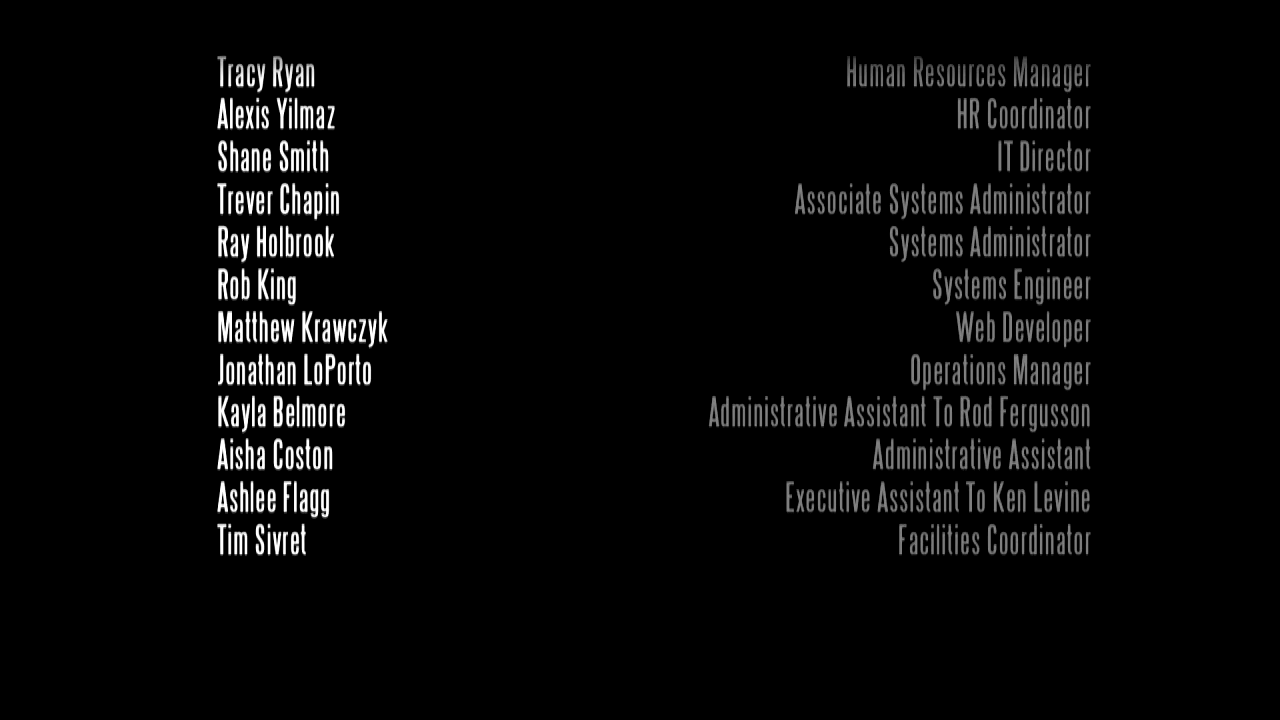 Tracy Ryan Human Resources Manager
Alexis Yilmaz HR Coordinator
Shane Smith IT Director
Trever Chapin Associate Systems Administrator
Ray Holbrook Systems Administrator
Rob King Systems Engineer
Matthew Krawczyk Web Developer
Jonathan LoPorto Operations Manager
Kayla Belmore Administrative Assistant To Rod Fergusson
Aisha Coston Administrative Assistant
Ashlee Flagg Executive Assistant To Ken Levine
Tim Sivret Facilities Coordinator